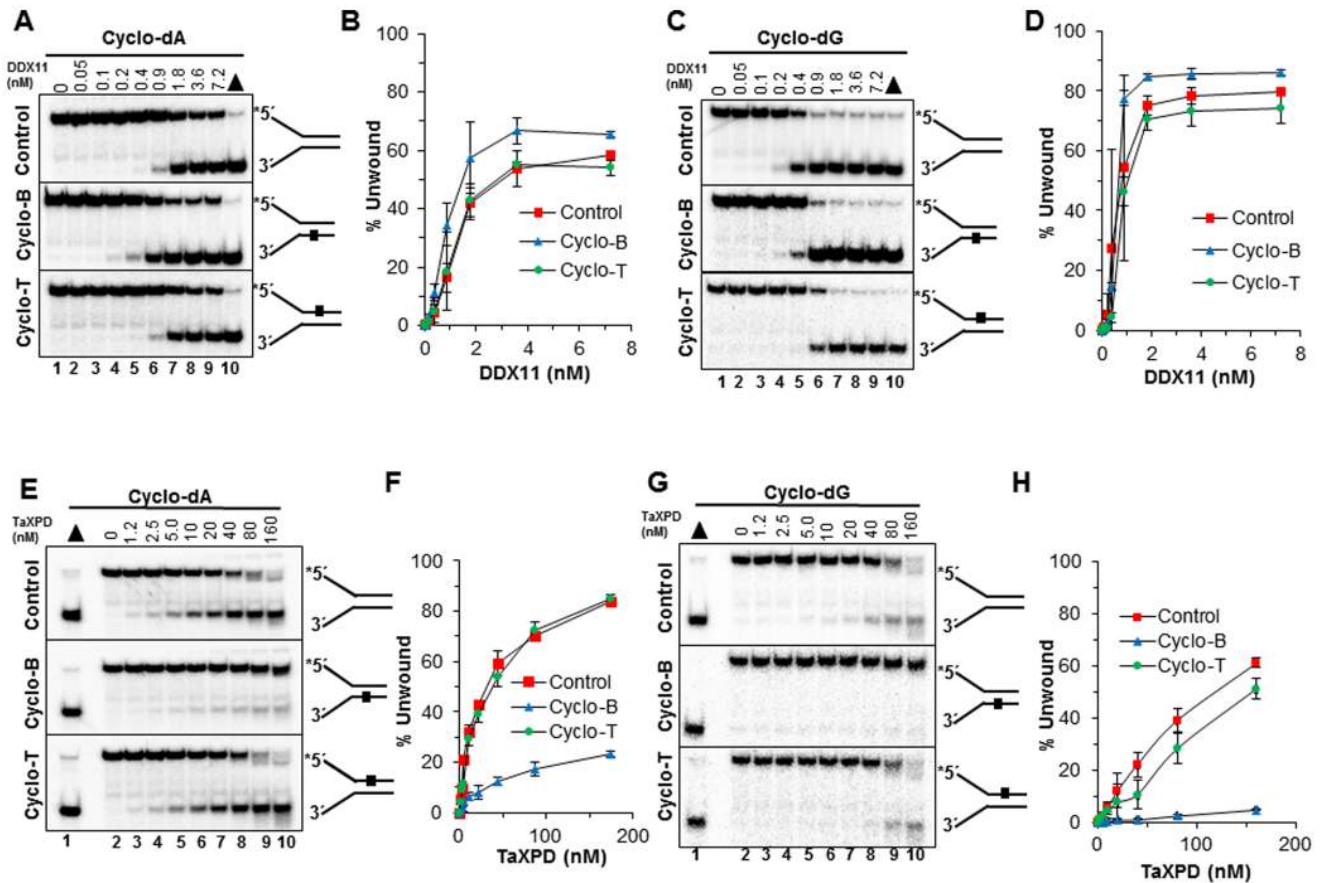 A
Cyclo-dA
DDX11
(nM)
0 0.05 0.1 0.2 0.4 0.9 1.8 3.6 7.2 ▲
Control
*5′
3′
Cyclo-B
*5′
3′
Cyclo-T
*5′
3′
1 2 3 4 5 6 7 8 9 10
B
% Unwound
100
80
60
40
20
0
Control
Cyclo-B
Cyclo-T
0 2 4 6 8
DDX11 (nM)
C
Cyclo-dG
DDX11
(nM)
0 0.05 0.1 0.2 0.4 0.9 1.8 3.6 7.2 ▲
Control
*5′
3′
Cyclo-B
*5′
3′
Cyclo-T
*5′
3′
1 2 3 4 5 6 7 8 9 10
D
% Unwound
100
80
60
40
20
0
Control
Cyclo-B
Cyclo-T
0 2 4 6 8
DDX11 (nM)
E
Cyclo-dA
TaXPD
(nM)
▲ 0 1.2 2.5 5.0 10 20 40 80 160
Control
*5′
3′
Cyclo-B
*5′
3′
Cyclo-T
*5′
3′
1 2 3 4 5 6 7 8 9 10
F
% Unwound
100
80
60
40
20
0
Control
Cyclo-B
Cyclo-T
0 100 200
TaXPD (nM)
G
Cyclo-dG
TaXPD
(nM)
▲ 0 1.2 2.5 5.0 10 20 40 80 160
Control
*5′
3′
Cyclo-B
*5′
3′
Cyclo-T
*5′
3′
1 2 3 4 5 6 7 8 9 10
H
% Unwound
100
80
60
40
20
0
Control
Cyclo-B
Cyclo-T
0 100 200
TaXPD (nM)